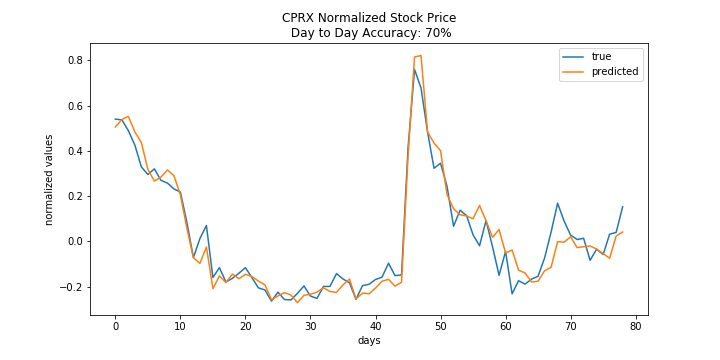 CPRX Normalized Stock Price
Day to Day Accuracy: 70%
true
predicted
normalized values
0.8
0.6
0.4
0.2
0.0
−0.2
0 10 20 30 40 50 60 70 80
days